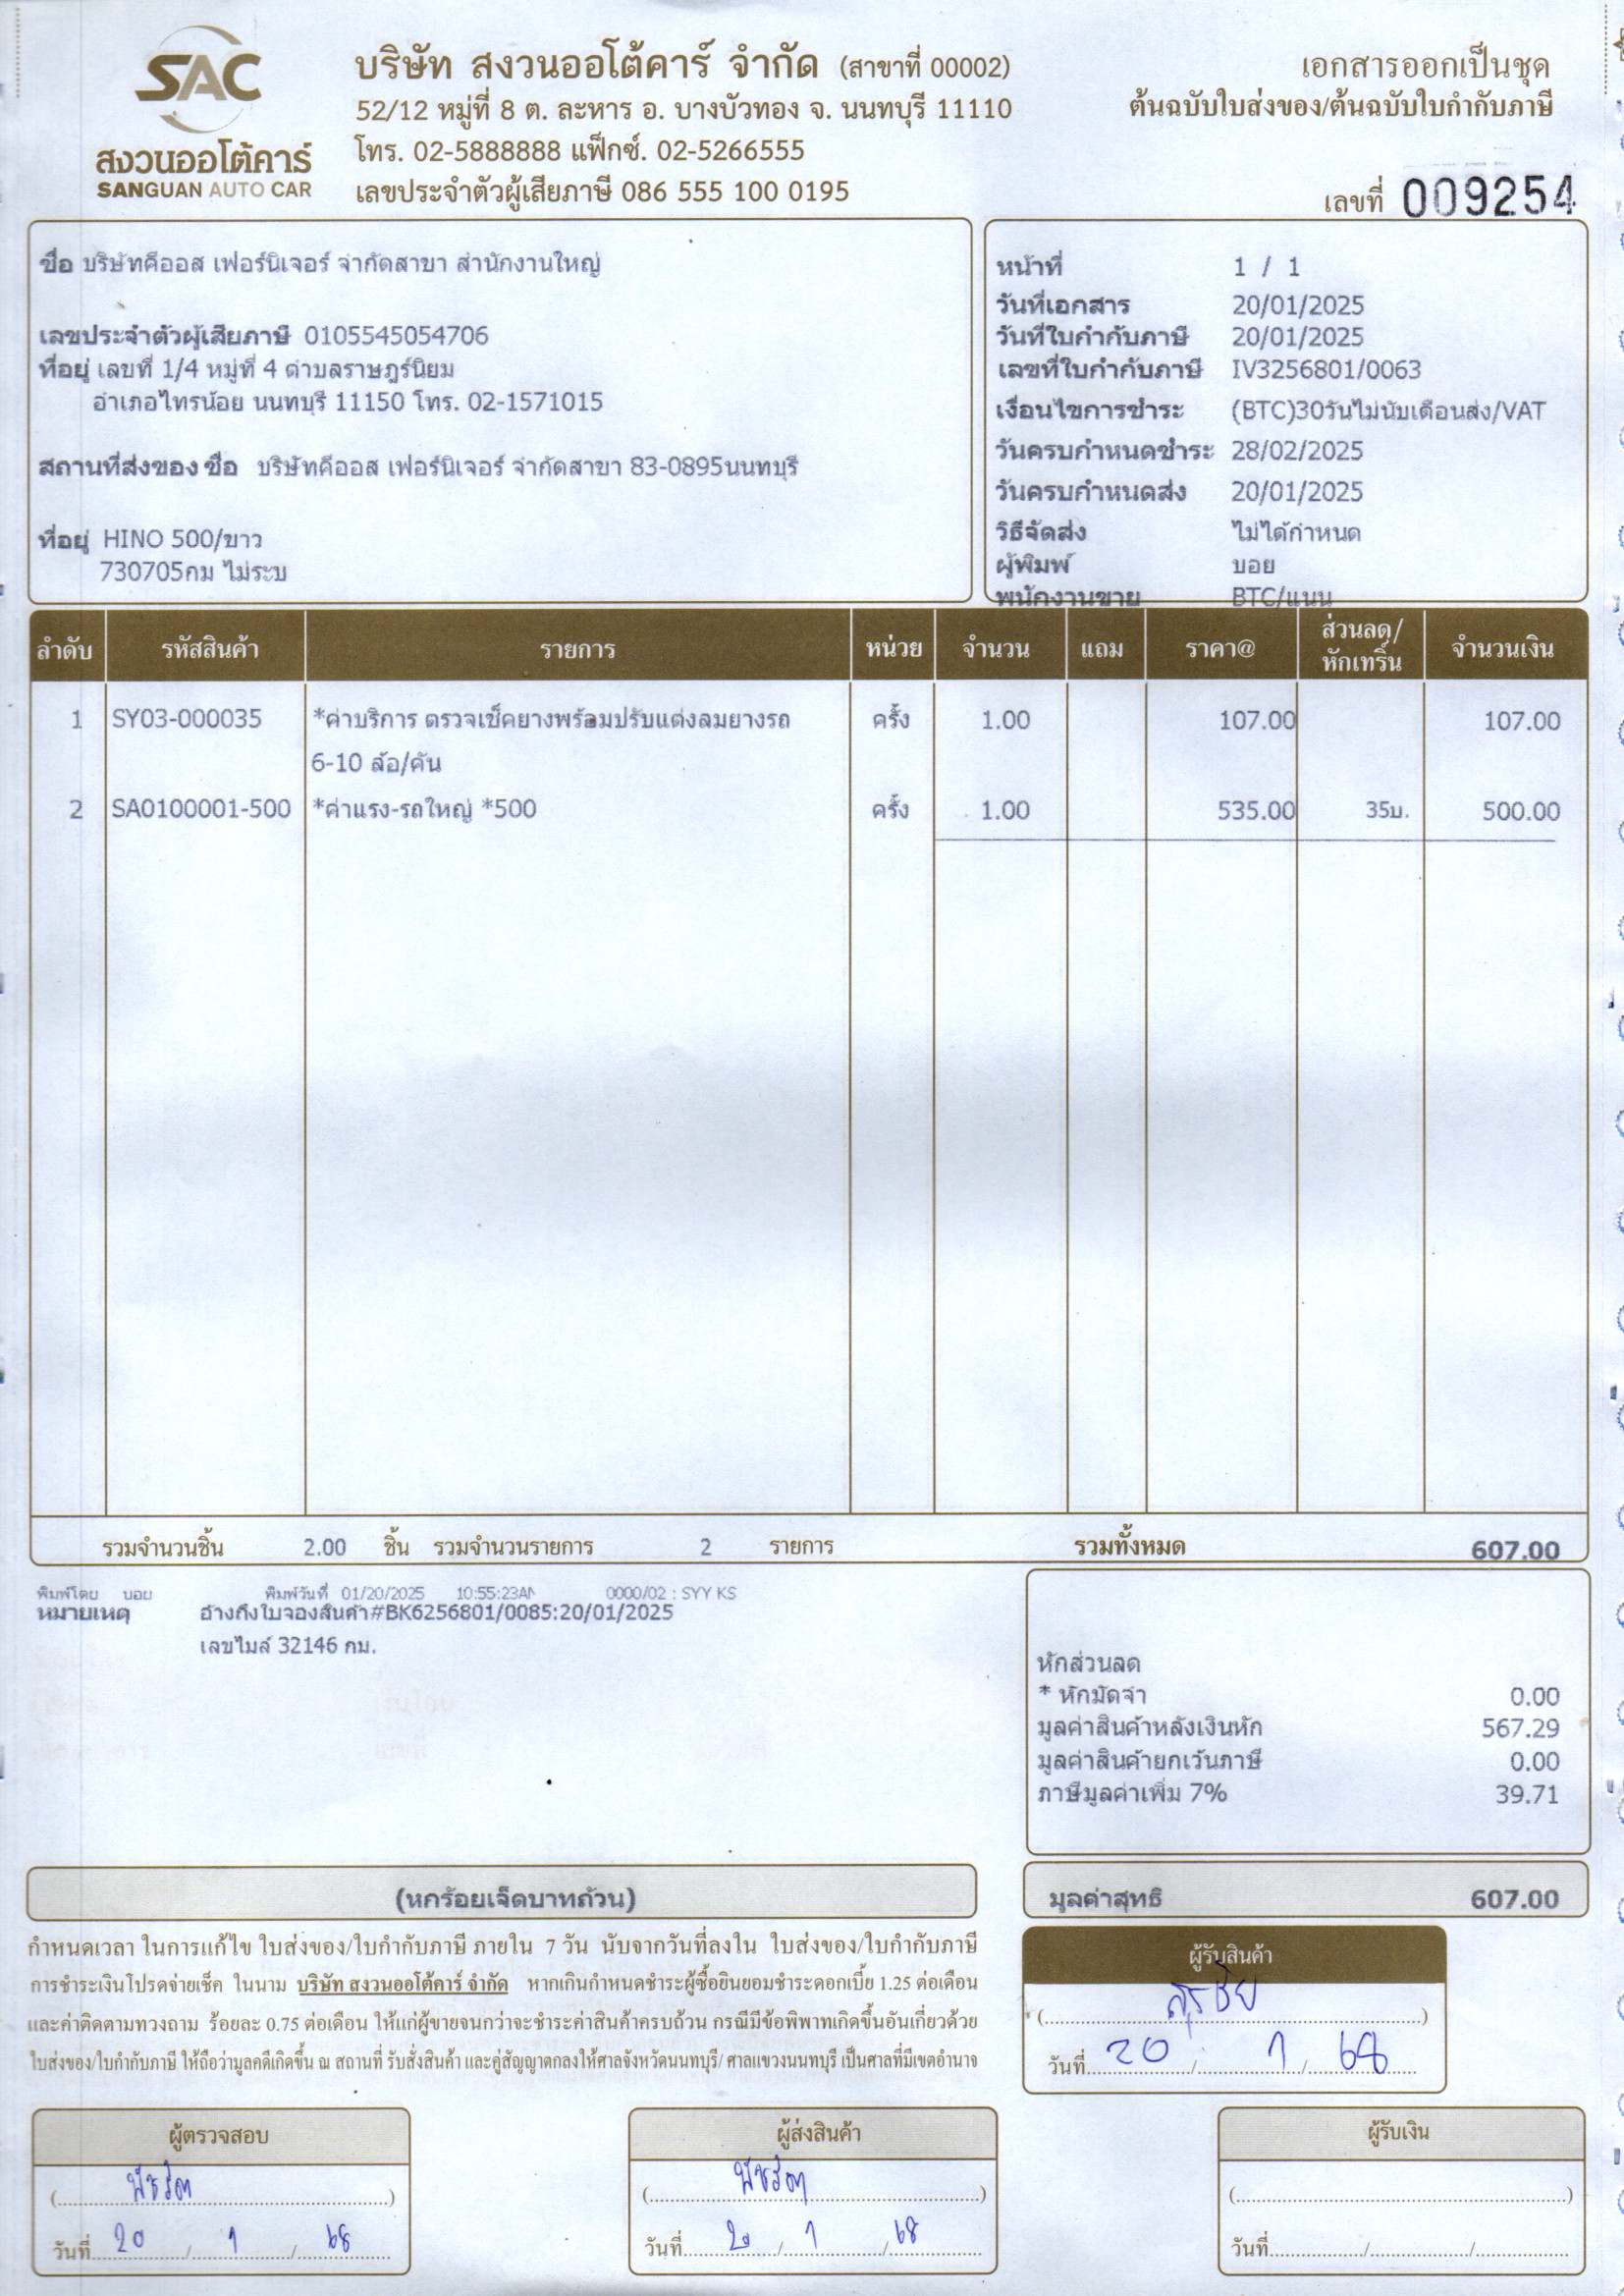 SAC
สงวนออโต้คาร์
SANGUAN AUTO CAR
บริษัท สงวนออโต้คาร์ จำกัด (สาขาที่ 00002)
52/12 หมู่ที่ 8 ต. ละหาร อ. บางบัวทอง จ. นนทบุรี 11110
โทร. 02-5888888 แฟ็กซ์. 02-5266555
เลขประจำตัวผู้เสียภาษี 086 555 100 0195
เอกสารออกเป็นชุด
ต้นฉบับใบส่งของ/ต้นฉบับใบกำกับภาษี
เลขที่ 009254
ชื่อ บริษัทคีออส เฟอร์นิเจอร์ จำกัดสาขา สำนักงานใหญ่
เลขประจำตัวผู้เสียภาษี 0105545054706
ที่อยู่ เลขที่ 1/4 หมู่ที่ 4 ตำบลราษฎร์นิยม
อำเภอไทรน้อย นนทบุรี 11150 โทร. 02-1571015
สถานที่ส่งของ ชื่อ บริษัทคีออส เฟอร์นิเจอร์ จำกัดสาขา 83-0895นนทบุรี
ที่อยู่ HINO 500/ขาว
730705กม ไม่ระบ
หน้าที่ 1 / 1
วันที่เอกสาร 20/01/2025
วันที่ใบกำกับภาษี 20/01/2025
เลขที่ใบกำกับภาษี IV3256801/0063
เงื่อนไขการชำระ (BTC)30วันไม่นับเดือนส่ง/VAT
วันครบกำหนดชำระ 28/02/2025
วันครบกำหนดส่ง 20/01/2025
วิธีจัดส่ง ไม่ได้กำหนด
ผู้พิมพ์ บอย
พนักงานขาย BTC/แนน
ลำดับ รหัสสินค้า รายการ หน่วย จำนวน แถม ราคา@ ส่วนลด/หักเทริ์น จำนวนเงิน
1 SY03-000035 *ค่าบริการ ตรวจเช็คยางพร้อมปรับแต่งลมยางรถ ครั้ง 1.00 107.00 107.00
6-10 ล้อ/คัน
2 SA0100001-500 *ค่าแรง-รถใหญ่ *500 ครั้ง 1.00 535.00 35บ. 500.00
รวมจำนวนชิ้น 2.00 ชิ้น รวมจำนวนรายการ 2 รายการ รวมทั้งหมด 607.00
พิมพ์โดย บอย พิมพ์วันที่ 01/20/2025 10:55:23AM 0000/02 : SYY KS
หมายเหตุ อ้างถึงใบจองสินค้า#BK6256801/0085:20/01/2025
เลขไมล์ 32146 กม.
หักส่วนลด
* หักมัดจำ 0.00
มูลค่าสินค้าหลังเงินหัก 567.29
มูลค่าสินค้ายกเว้นภาษี 0.00
ภาษีมูลค่าเพิ่ม 7% 39.71
(หกร้อยเจ็ดบาทถ้วน)
มูลค่าสุทธิ 607.00
กำหนดเวลา ในการแก้ไข ใบส่งของ/ใบกำกับภาษี ภายใน 7 วัน นับจากวันที่ลงใน ใบส่งของ/ใบกำกับภาษี
การชำระเงินโปรดจ่ายเช็ค ในนาม บริษัท สงวนออโต้คาร์ จำกัด หากเกินกำหนดชำระผู้ซื้อยินยอมชำระดอกเบี้ย 1.25 ต่อเดือน
และค่าติดตามทวงถาม ร้อยละ 0.75 ต่อเดือน ให้แก่ผู้ขายจนกว่าจะชำระค่าสินค้าครบถ้วน กรณีมีข้อพิพาทเกิดขึ้นอันเกี่ยวด้วย
ใบส่งของ/ใบกำกับภาษี ให้ถือว่ามูลคดีเกิดขึ้น ณ สถานที่ รับสั่งสินค้า และคู่สัญญาตกลงให้ศาลจังหวัดนนทบุรี/ ศาลแขวงนนทบุรี เป็นศาลที่มีเขตอำนาจ
ผู้รับสินค้า
(สุรชัย)
วันที่ 20 / 1 / 68
ผู้ตรวจสอบ
วันที่ 20 / 1 / 68
ผู้ส่งสินค้า
วันที่ 20 / 1 / 68
ผู้รับเงิน
วันที่